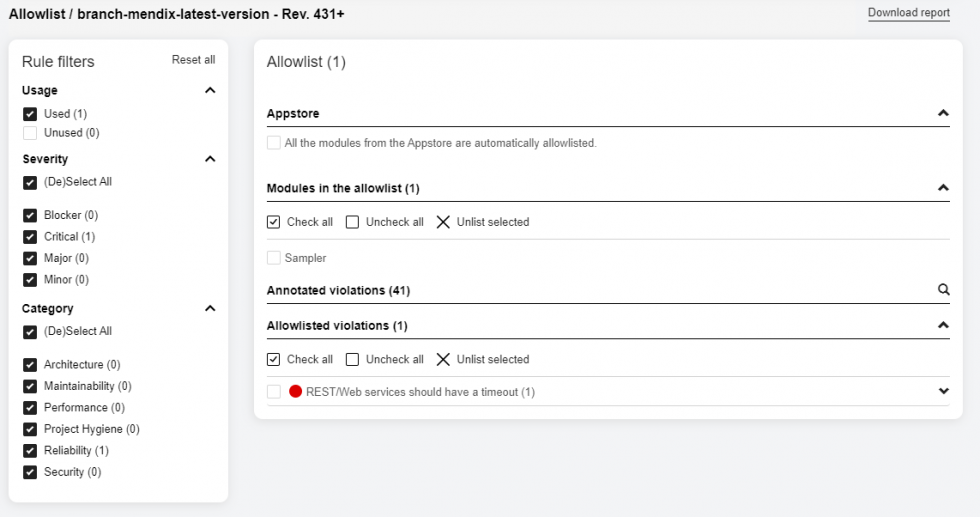 Allowlist / branch-mendix-latest-version - Rev. 431+
Download report
Rule filters
Reset all
Usage
Used (1)
Unused (0)
Severity
(De)Select All
Blocker (0)
Critical (1)
Major (0)
Minor (0)
Category
(De)Select All
Architecture (0)
Maintainability (0)
Performance (0)
Project Hygiene (0)
Reliability (1)
Security (0)
Allowlist (1)
Appstore
All the modules from the Appstore are automatically allowlisted.
Modules in the allowlist (1)
Check all Uncheck all Unlist selected
Sampler
Annotated violations (41)
Allowlisted violations (1)
Check all Uncheck all Unlist selected
REST/Web services should have a timeout (1)